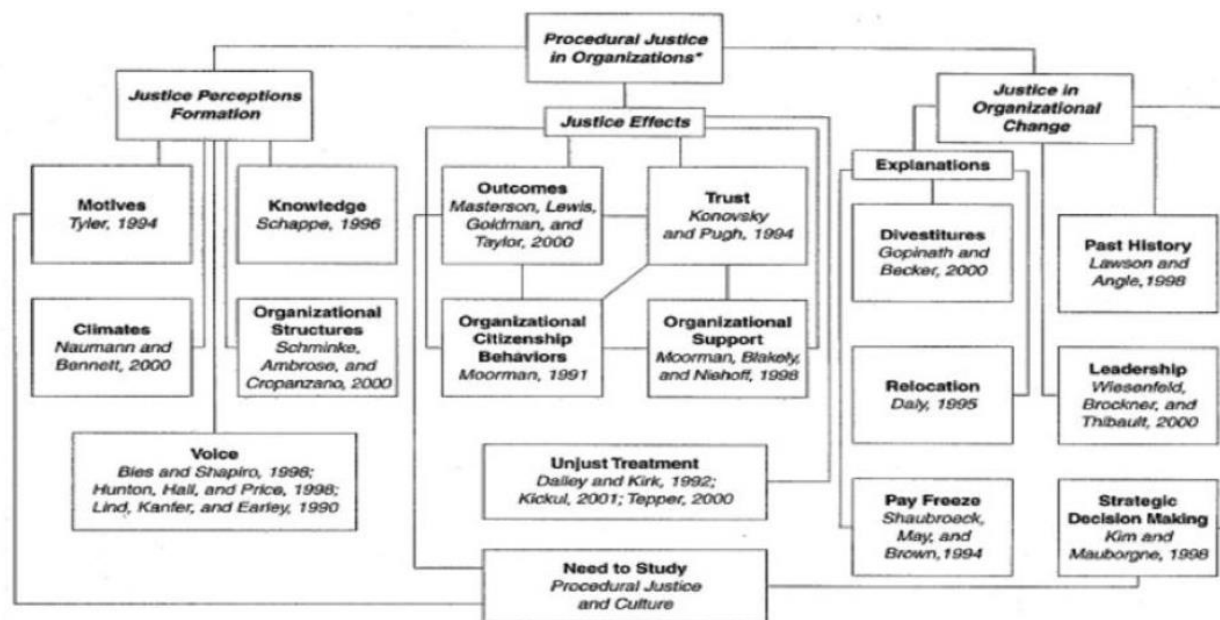 Procedural Justice
in Organizations*
Justice Perceptions
Formation
Justice Effects
Justice in
Organizational
Change
Motives
Tyler, 1994
Knowledge
Schappe, 1996
Climates
Naumann and
Bennett, 2000
Organizational
Structures
Schminke,
Ambrose, and
Cropanzano,
2000
Voice
Bies and Shapiro, 1998;
Hunton, Hall, and Price, 1998;
Lind, Kanfer, and Earley, 1990
Outcomes
Masterson, Lewis,
Goldman, and
Taylor, 2000
Trust
Konovsky
and Pugh, 1994
Organizational
Citizenship
Behaviors
Moorman, 1991
Organizational
Support
Moorman, Blakely,
and Niehoff, 1998
Unjust Treatment
Dailey and Kirk, 1992;
Kickul, 2001; Tepper, 2000
Need to Study
Procedural Justice
and Culture
Explanations
Divestitures
Gopinath and
Becker, 2000
Relocation
Daly, 1995
Pay Freeze
Shaubroeck,
May, and
Brown, 1994
Past History
Lawson and
Angle, 1998
Leadership
Wiesenfeld,
Brockner, and
Thibault, 2000
Strategic
Decision Making
Kim and
Mauborgne, 1998